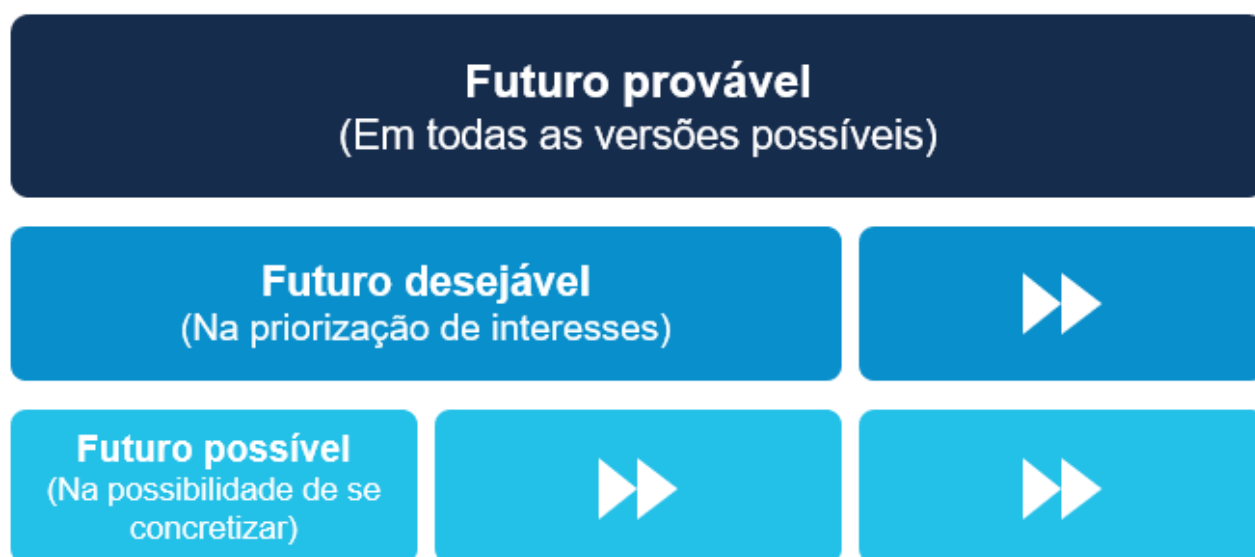 Futuro provável
(Em todas as versões possíveis)
Futuro desejável
(Na priorização de interesses)
Futuro possível
(Na possibilidade de se
concretizar)